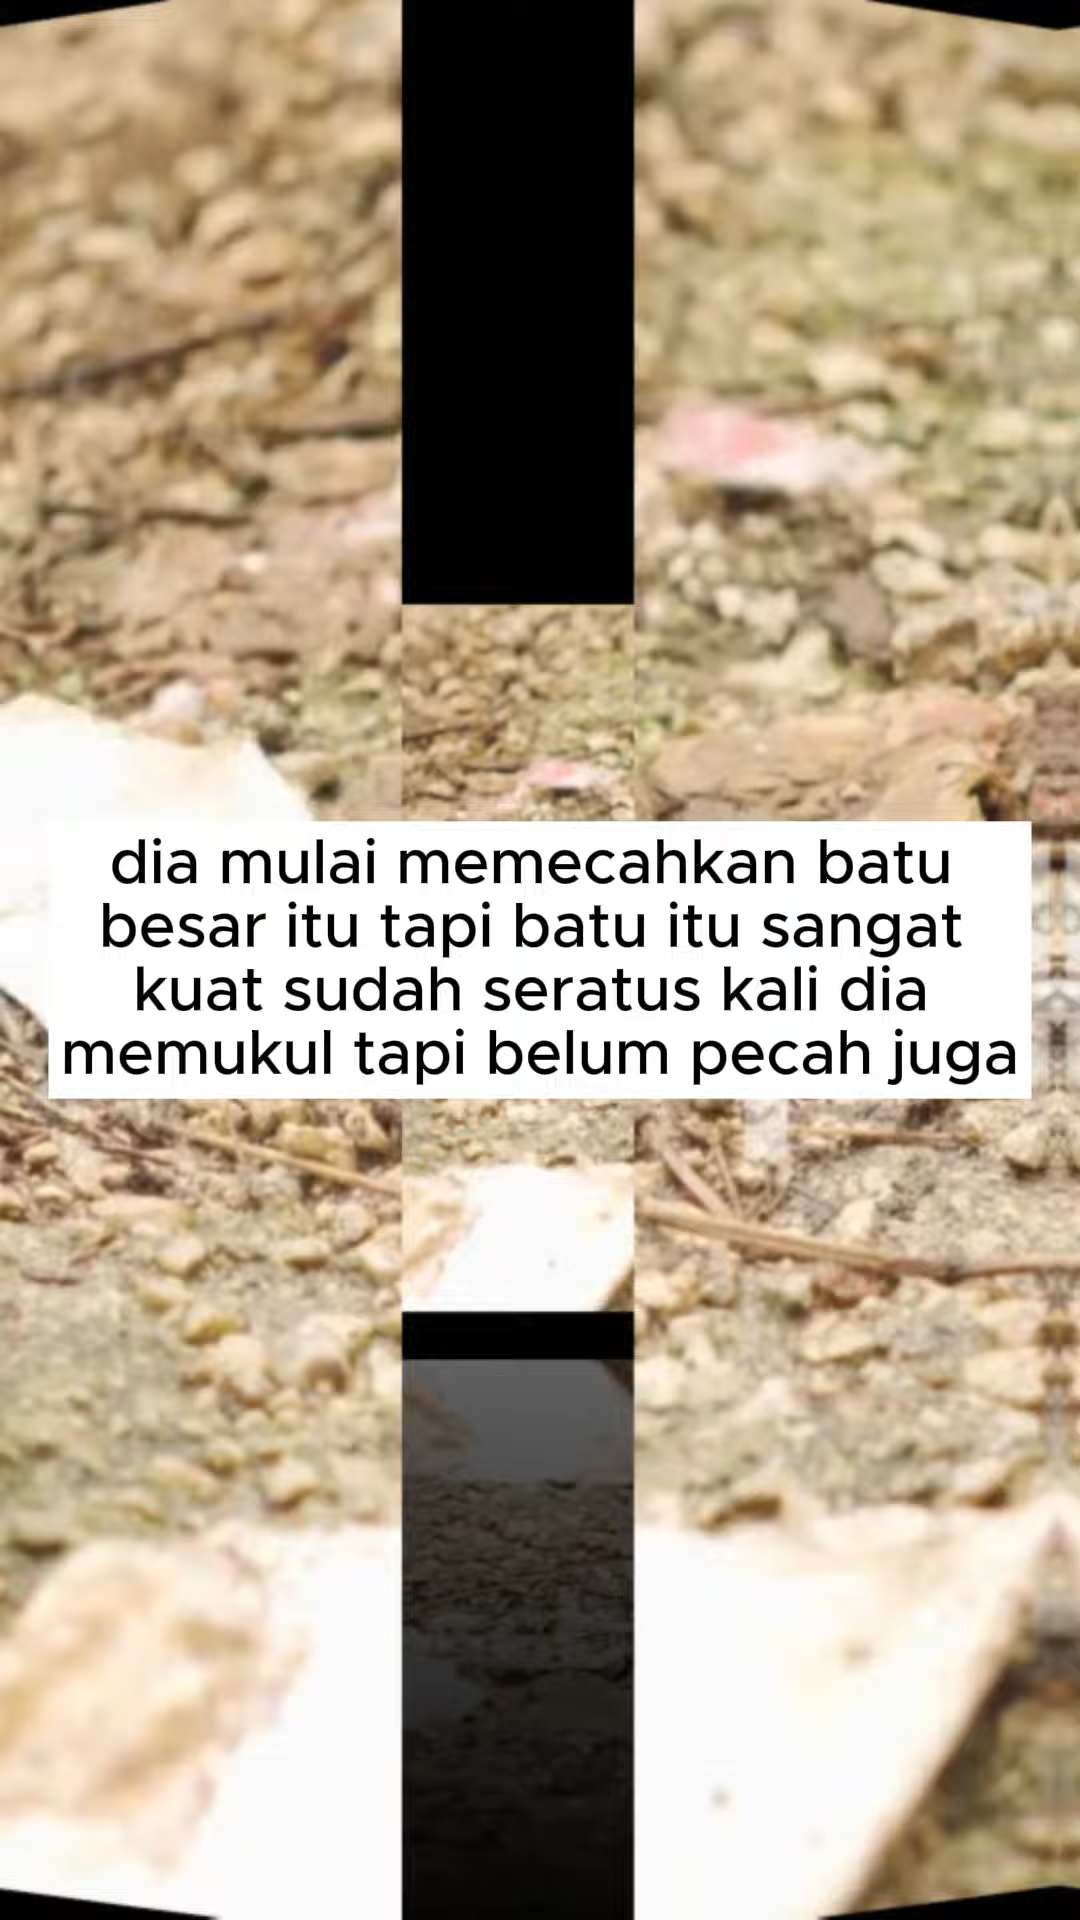 dia mulai memecahkan batu
besar itu tapi batu itu sangat
kuat sudah seratus kali dia
memukul tapi belum pecah juga